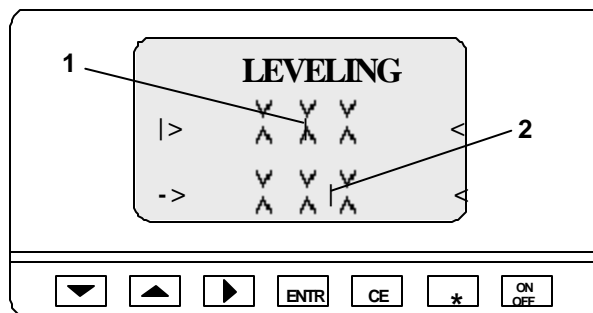 LEVELING
1
|> <
2
-> <
ENTR CE * ON
OFF